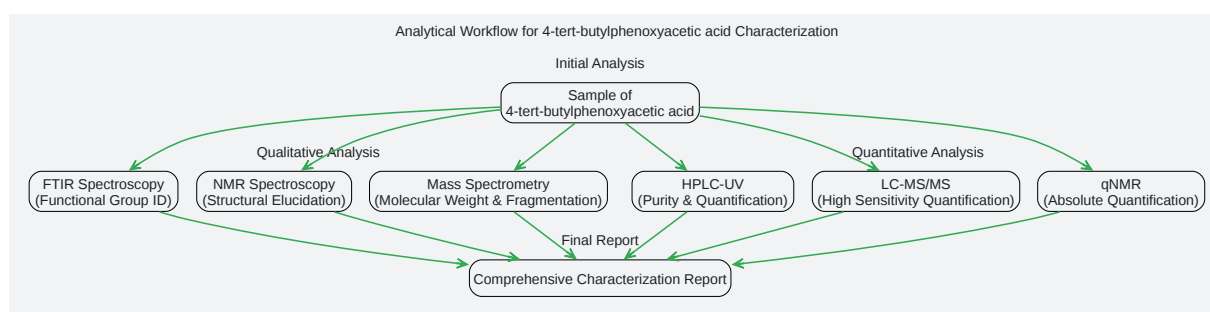 Analytical Workflow for 4-tert-butylphenoxyacetic acid Characterization
Initial Analysis
Sample of
4-tert-butylphenoxyacetic acid
Qualitative Analysis
Quantitative Analysis
FTIR Spectroscopy
(Functional Group ID)
NMR Spectroscopy
(Structural Elucidation)
Mass Spectrometry
(Molecular Weight & Fragmentation)
HPLC-UV
(Purity & Quantification)
LC-MS/MS
(High Sensitivity Quantification)
qNMR
(Absolute Quantification)
Final Report
Comprehensive Characterization Report